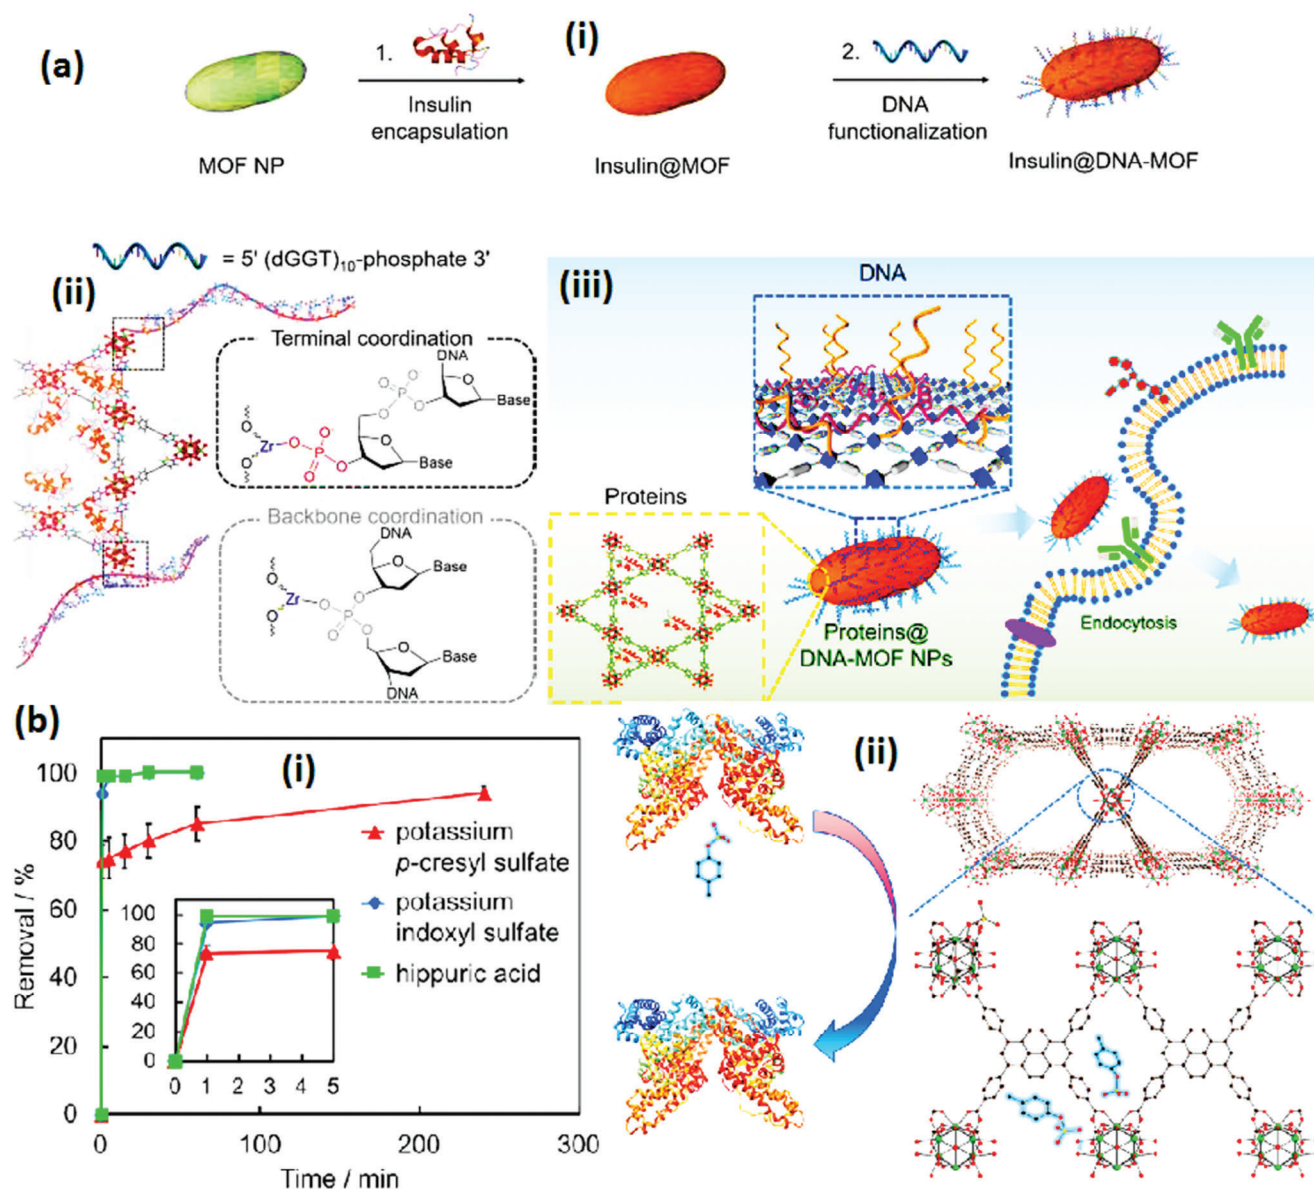 (a)
1.
Insulin
encapsulation
MOF NP
(i)
Insulin@MOF
2.
DNA
functionalization
Insulin@DNA-MOF
= 5' (dGGT)10-phosphate 3'
(ii)
Terminal coordination
DNA
O
O
P
O
O
O
Base
O
O
Zr
O
O
P
O
O
O
Base
Backbone coordination
DNA
O
Base
O
O
Zr
O
O
P
O
O
O
Base
DNA
(iii)
DNA
Proteins
Proteins@
DNA-MOF NPs
Endocytosis
(b)
(i)
Removal / %
100
80
60
40
20
0
0
100
200
300
Time / min
potassium
p-cresyl sulfate
potassium
indoxyl sulfate
hippuric acid
100
80
60
40
20
0
0 1 2 3 4 5
(ii)